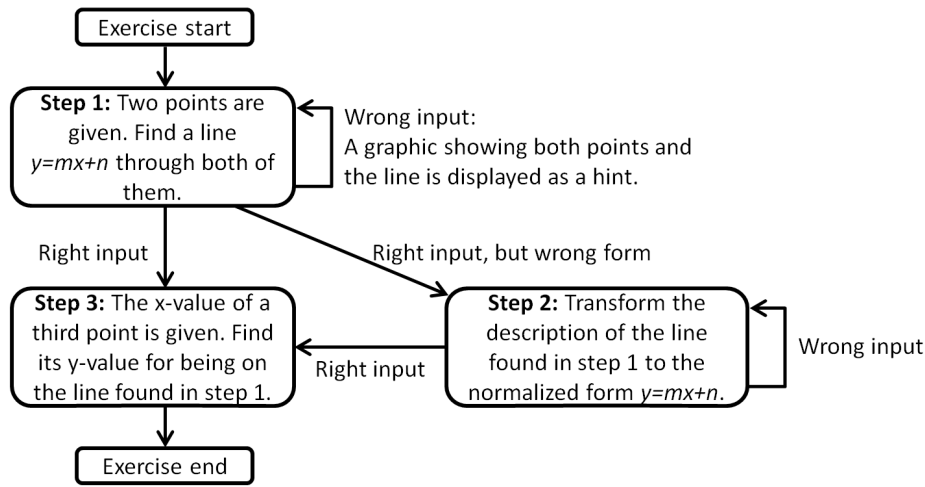 Exercise start
Step 1: Two points are
given. Find a line
y=mx+n through both of
them.
Wrong input:
A graphic showing both points and
the line is displayed as a hint.
Right input
Right input, but wrong form
Step 3: The x-value of a
third point is given. Find
its y-value for being on
the line found in step 1.
Step 2: Transform the
description of the line
found in step 1 to the
normalized form y=mx+n.
Wrong input
Right input
Exercise end